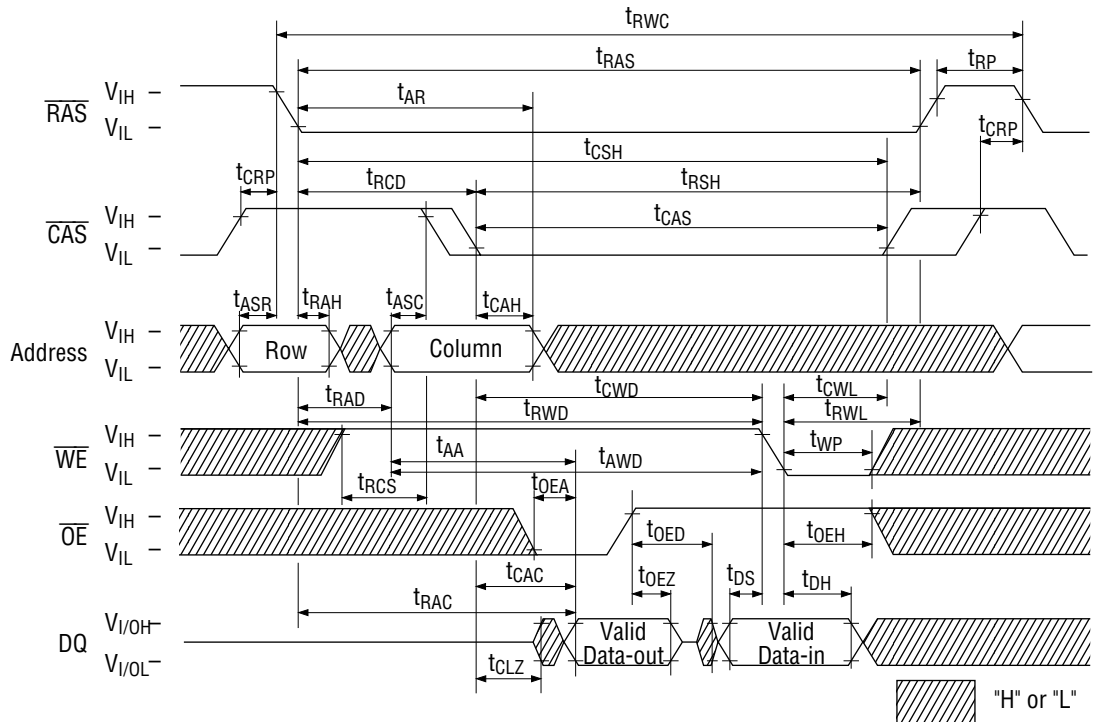 tRWC
tRAS
tRP
tAR
RAS
VIH
VIL
tCRP
tCSH
tCRP
tRCD
tRSH
tCAS
CAS
VIH
VIL
tASR
tRAH
tASC
tCAH
Address
VIH
VIL
Row
Column
tCWD
tCWL
tRAD
tRWD
tRWL
WE
VIH
VIL
tAA
tWP
tAWD
tRCS
tOEA
OE
VIH
VIL
tOED
tOEH
tCAC
tOEZ
tDS
tDH
tRAC
DQ
VI/OH
VI/OL
Valid
Data-out
Valid
Data-in
tCLZ
"H" or "L"